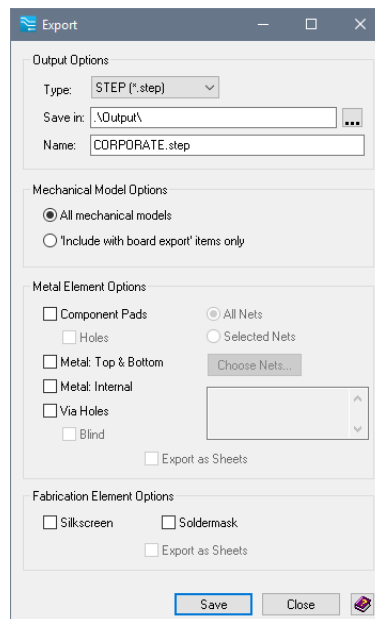 Export
Output Options
Type: STEP (*.step)
Save in: .\Output\ ...
Name: CORPORATE.step
Mechanical Model Options
All mechanical models
'Include with board export' items only
Metal Element Options
Component Pads All Nets
Holes Selected Nets
Metal: Top & Bottom Choose Nets...
Metal: Internal
Via Holes
Blind
Export as Sheets
Fabrication Element Options
Silkscreen Soldermask
Export as Sheets
Save Close